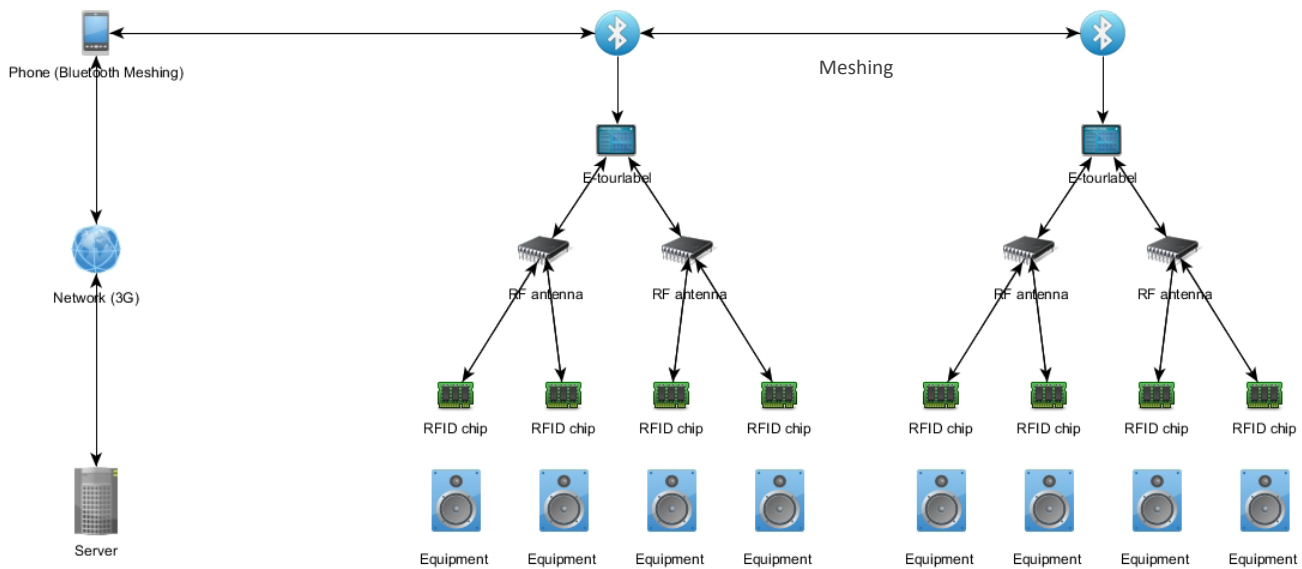 Phone (Bluetooth Meshing)
Meshing
E-tourlabel
E-tourlabel
Network (3G)
RF antenna
RF antenna
RF antenna
RF antenna
RFID chip
RFID chip
RFID chip
RFID chip
RFID chip
RFID chip
RFID chip
RFID chip
Server
Equipment
Equipment
Equipment
Equipment
Equipment
Equipment
Equipment
Equipment